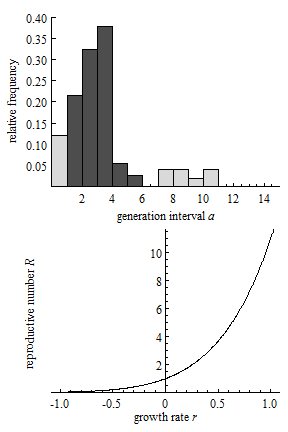 0.40
0.35
0.30
0.25
0.20
0.15
0.10
0.05
relative frequency
2 4 6 8 10 12 14
generation interval a
10
8
6
4
2
reproductive number R
-1.0 -0.5 0 0.5 1.0
growth rate r